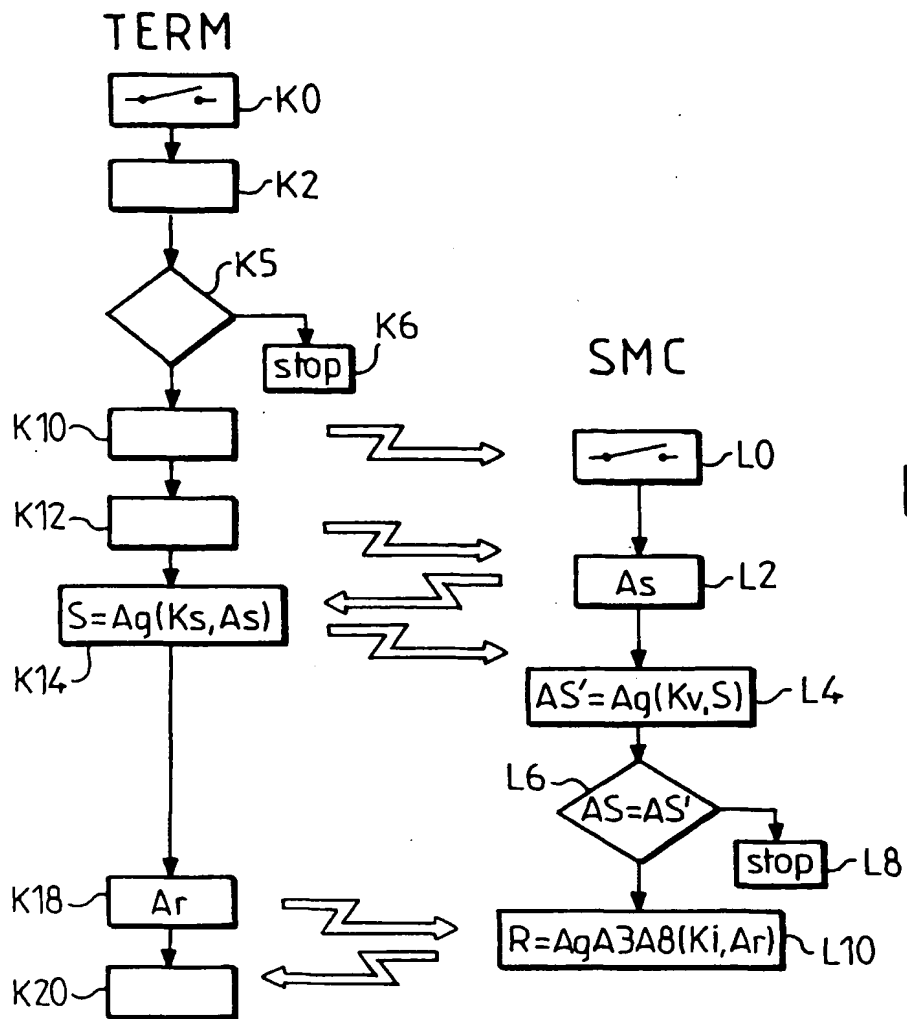 TERM
K0
K2
K5
K6
stop
SMC
K10
L0
K12
As
L2
S=Ag(Ks,As)
K14
AS'=Ag(Kv,S)
L4
L6
AS=AS'
stop
L8
K18
Ar
R=AgA3A8(Ki,Ar)
L10
K20